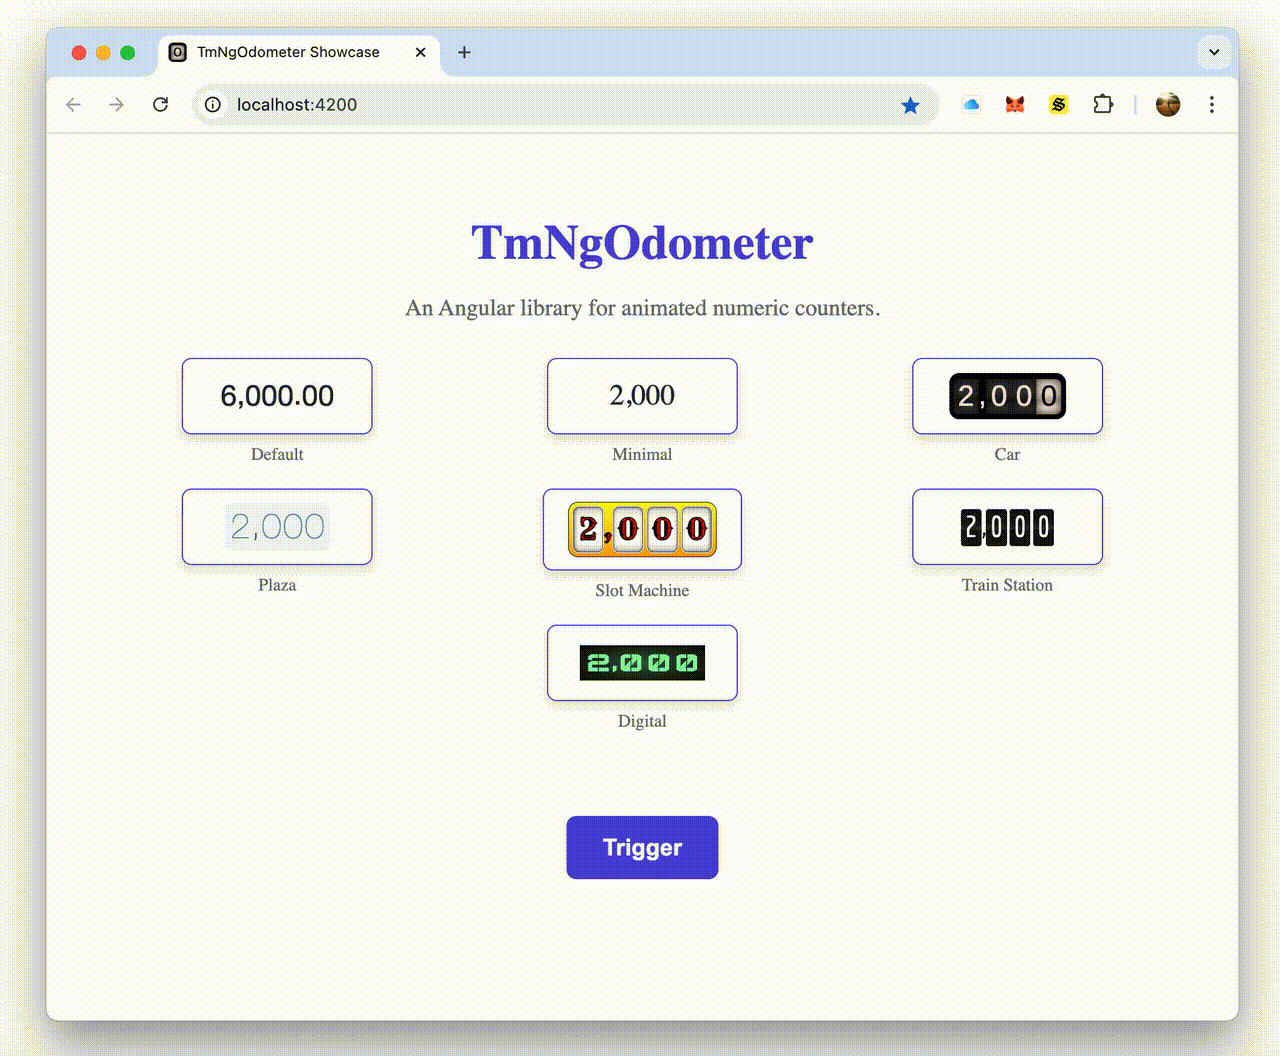 TmNgOdometer Showcase
localhost:4200
TmNgOdometer
An Angular library for animated numeric counters.
6,000.00
2,000
2,000
Default
Minimal
Car
2,000
2,000
2,000
Plaza
Slot Machine
Train Station
2,000
Digital
Trigger